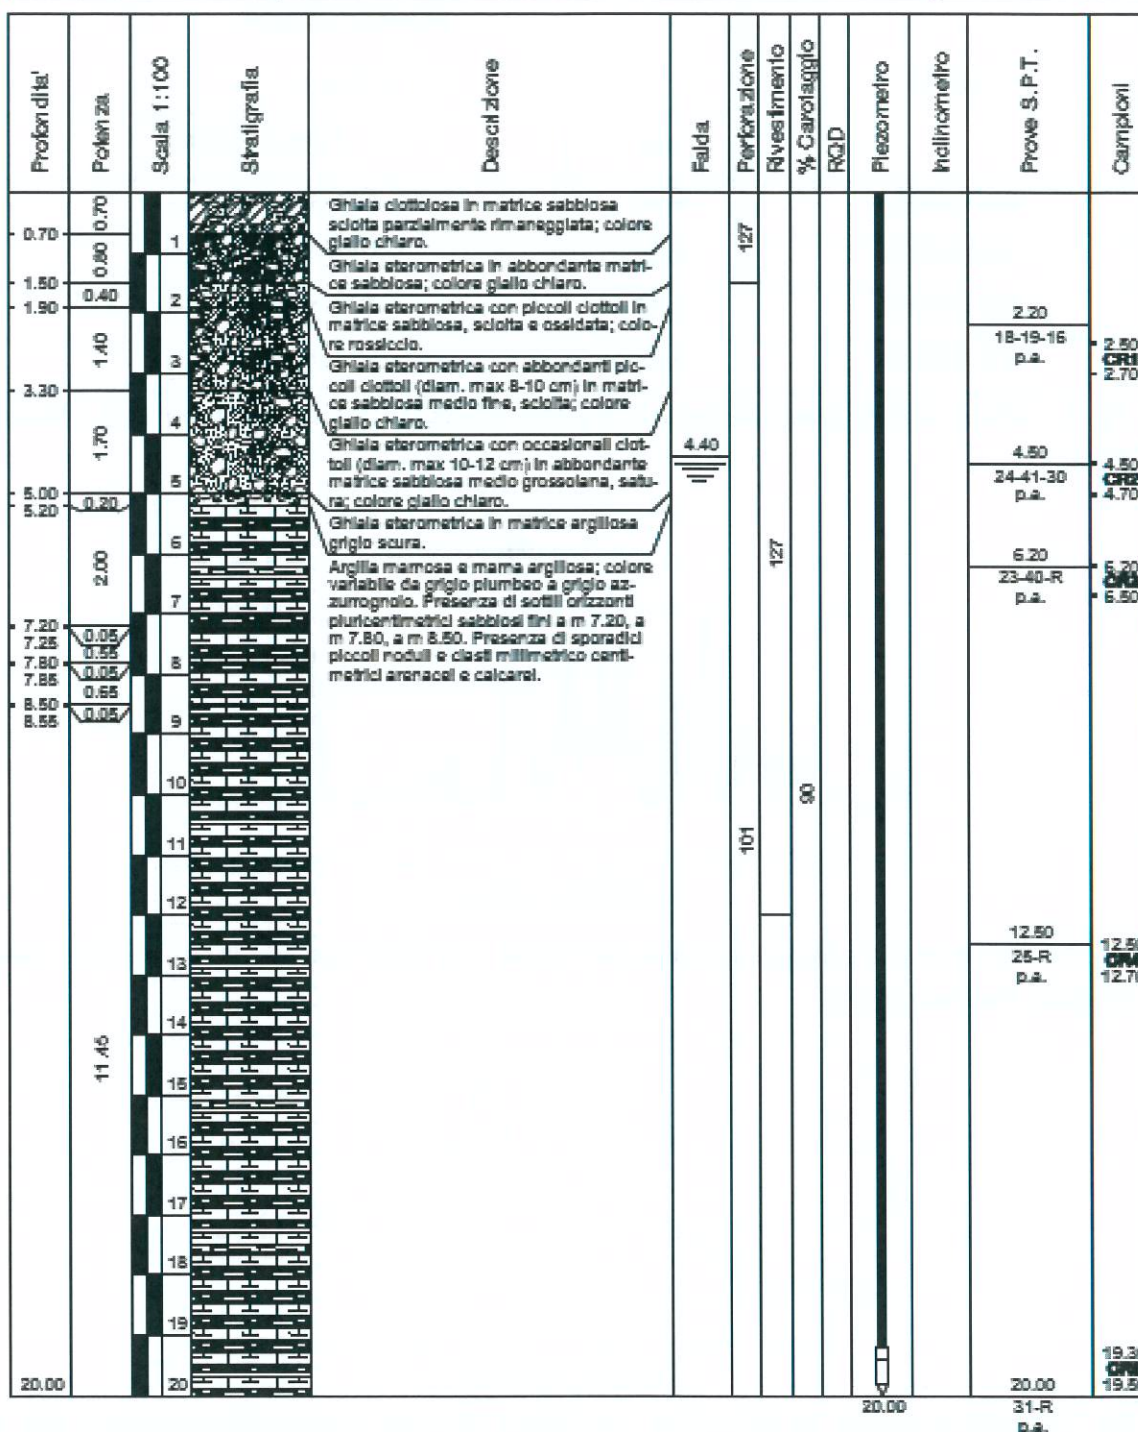 Profondita'
Potenza
Scala 1:100
Stratigrafia
Descrizione
Falda
Perforazione
Rivestimento
% Carotaggio
RQD
Piezometro
Inclinometro
Prove S.P.T.
Campioni
0.70
1.50
1.90
3.30
5.00
5.20
7.20
7.25
7.80
7.85
8.50
8.55
20.00
0.70
0.80
0.40
1.40
1.70
0.20
2.00
0.05
0.55
0.05
0.65
0.05
11.45
1
2
3
4
5
6
7
8
9
10
11
12
13
14
15
16
17
18
19
20
Ghiaia ciottolosa in matrice sabbiosa
sciolta parzialmente rimaneggiata; colore
giallo chiaro.
Ghiaia eterometrica in abbondante matri-
ce sabbiosa; colore giallo chiaro.
Ghiaia eterometrica con piccoli ciottoli in
matrice sabbiosa, sciolta e ossidata; colo-
re rossiccio.
Ghiaia eterometrica con abbondanti pic-
coli ciottoli (diam. max 8-10 cm) in matri-
ce sabbiosa medio fine, sciolta; colore
giallo chiaro.
Ghiaia eterometrica con occasionali ciot-
toli (diam. max 10-12 cm) in abbondante
matrice sabbiosa medio grossolana, satu-
ra; colore giallo chiaro.
Ghiaia eterometrica in matrice argillosa
grigio scura.
Argilla marnosa e marna argillosa; colore
variabile da grigio plumbeo a grigio az-
zurrognolo. Presenza di sottili orizzonti
pluricentimetrici sabbiosi fini a m 7.20, a
m 7.80, a m 8.50. Presenza di sporadici
piccoli noduli e clasti millimetrico centi-
metrici arenacei e calcarei.
4.40
127
101
127
90
20.00
2.20
18-19-16
p.a.
4.50
24-41-30
p.a.
6.20
23-40-R
p.a.
12.50
25-R
p.a.
20.00
31-R
p.a.
2.50
CR1
2.70
4.50
CR2
4.70
6.20
6.50
12.50
CR4
12.70
19.3
19.5